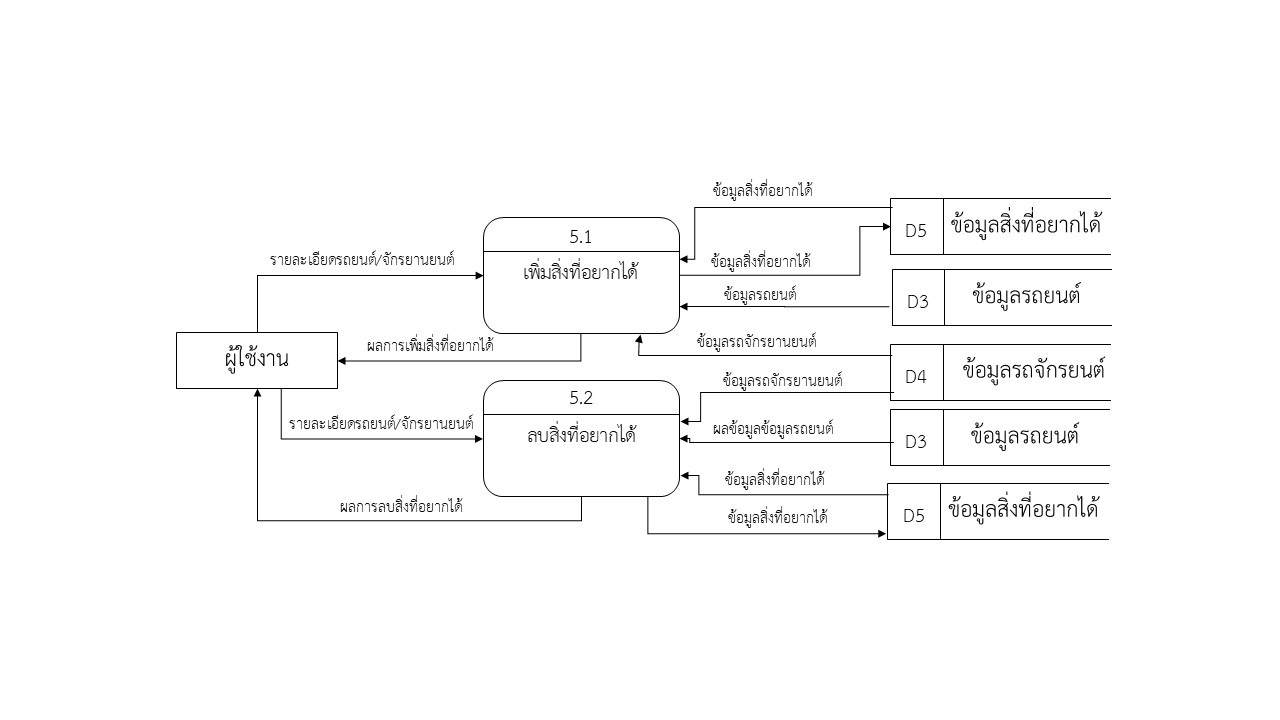 ข้อมูลสิ่งที่อยากได้
D5 ข้อมูลสิ่งที่อยากได้
5.1
รายละเอียดรถยนต์/จักรยานยนต์
เพิ่มสิ่งที่อยากได้
ข้อมูลสิ่งที่อยากได้
ข้อมูลรถยนต์
D3 ข้อมูลรถยนต์
ผู้ใช้งาน
ผลการเพิ่มสิ่งที่อยากได้
ข้อมูลรถจักรยานยนต์
D4 ข้อมูลรถจักรยนต์
ข้อมูลรถจักรยานยนต์
5.2
รายละเอียดรถยนต์/จักรยานยนต์
ลบสิ่งที่อยากได้
ผลข้อมูลข้อมูลรถยนต์
D3 ข้อมูลรถยนต์
ข้อมูลสิ่งที่อยากได้
ผลการลบสิ่งที่อยากได้
ข้อมูลสิ่งที่อยากได้
D5 ข้อมูลสิ่งที่อยากได้